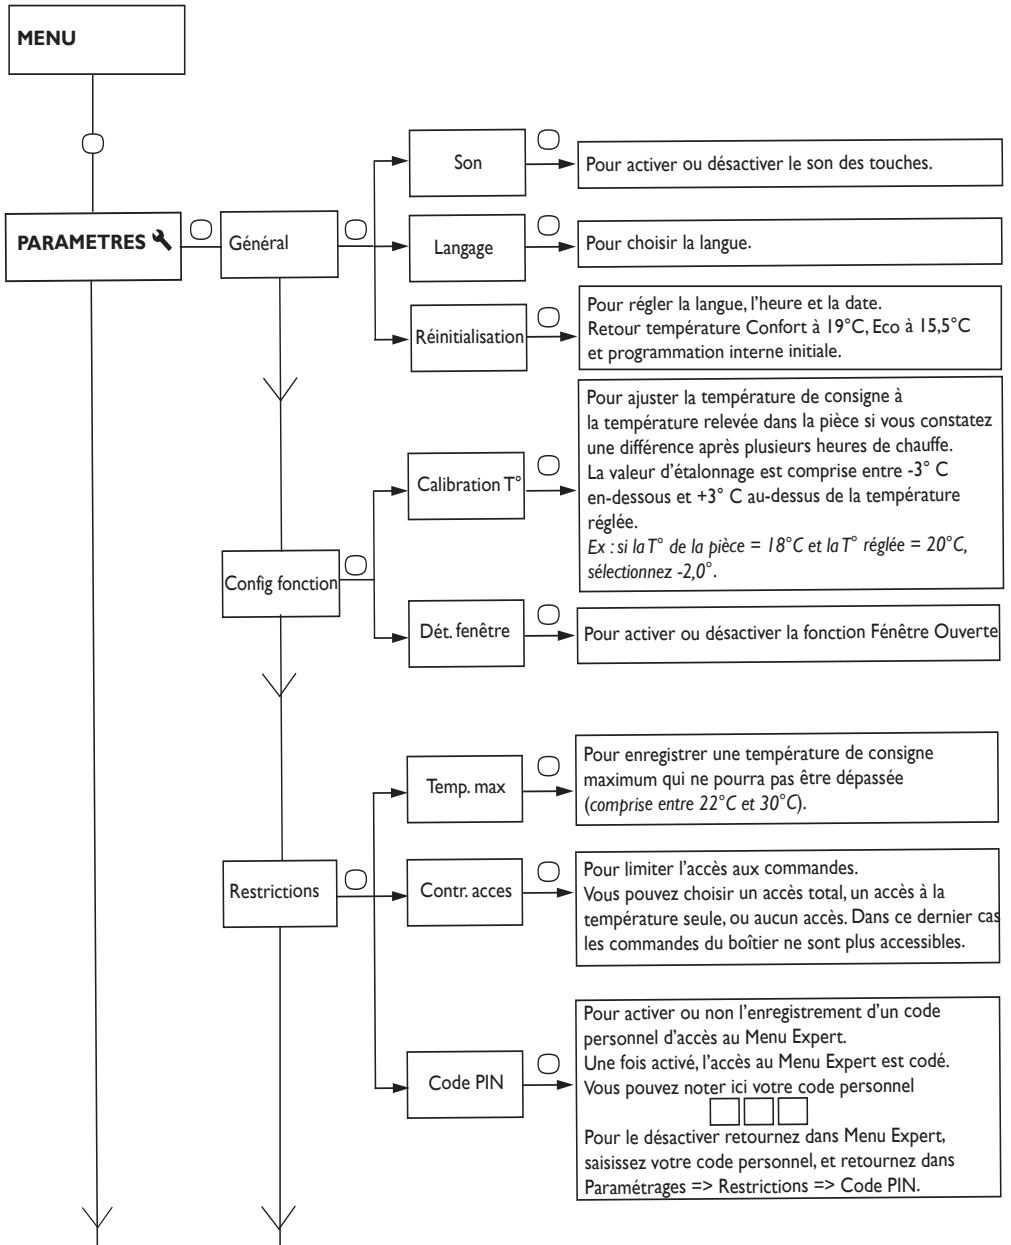 MENU
Son
Pour activer ou désactiver le son des touches.
PARAMETRES
Général
Langage
Pour choisir la langue.
Réinitialisation
Pour régler la langue, l'heure et la date.
Retour température Confort à 19°C, Eco à 15,5°C
et programmation interne initiale.
Calibration T°
Pour ajuster la température de consigne à
la température relevée dans la pièce si vous constatez
une différence après plusieurs heures de chauffe.
La valeur d'étalonnage est comprise entre -3° C
en-dessous et +3° C au-dessus de la température
réglée.
Ex : si la T° de la pièce = 18°C et la T° réglée = 20°C,
sélectionnez -2,0°.
Config fonction
Dét. fenêtre
Pour activer ou désactiver la fonction Fénêtre Ouverte
Temp. max
Pour enregistrer une température de consigne
maximum qui ne pourra pas être dépassée
(comprise entre 22°C et 30°C).
Restrictions
Contr. acces
Pour limiter l'accès aux commandes.
Vous pouvez choisir un accès total, un accès à la
température seule, ou aucun accès. Dans ce dernier cas
les commandes du boîtier ne sont plus accessibles.
Code PIN
Pour activer ou non l'enregistrement d'un code
personnel d'accès au Menu Expert.
Une fois activé, l'accès au Menu Expert est codé.
Vous pouvez noter ici votre code personnel
Pour le désactiver retournez dans Menu Expert,
saisissez votre code personnel, et retournez dans
Paramétrages => Restrictions => Code PIN.